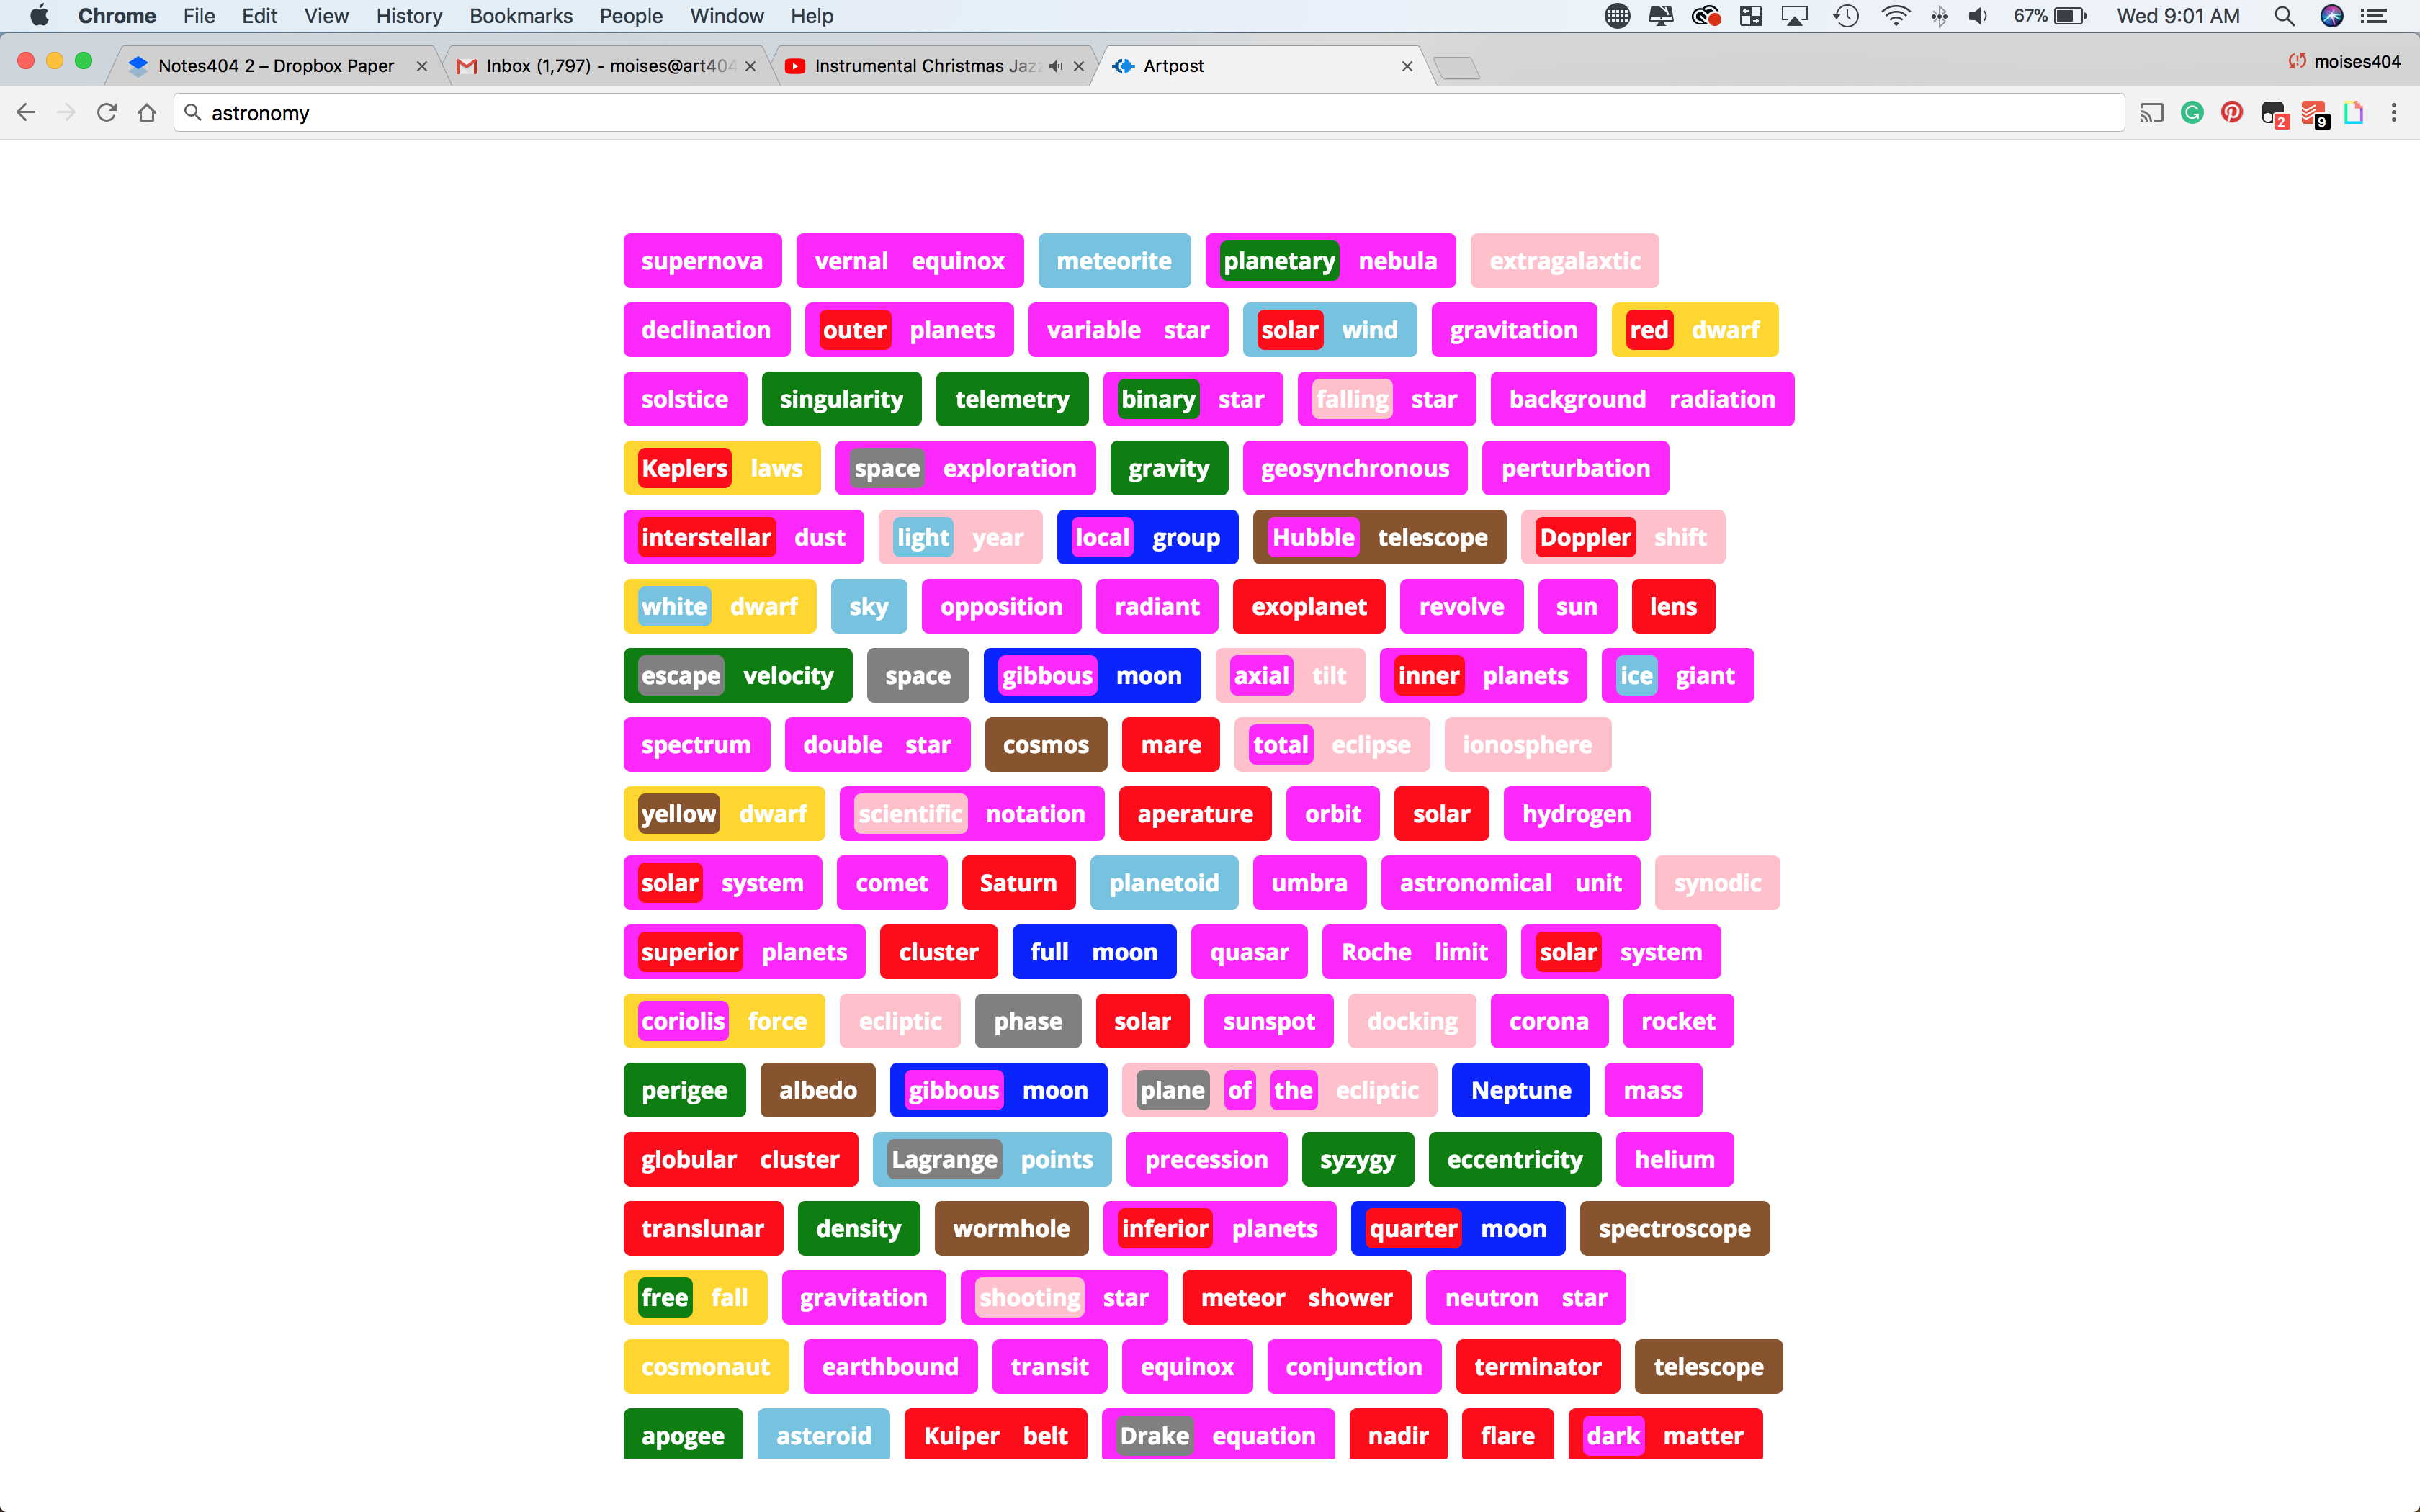 Chrome File Edit View History Bookmarks People Window Help 67% Wed 9:01 AM
Notes404 2 – Dropbox Paper Inbox (1,797) - moises@art404 Instrumental Christmas Jazz Artpost moises404
astronomy 2 9
supernova vernal equinox meteorite planetary nebula extragalaxtic
declination outer planets variable star solar wind gravitation red dwarf
solstice singularity telemetry binary star falling star background radiation
Keplers laws space exploration gravity geosynchronous perturbation
interstellar dust light year local group Hubble telescope Doppler shift
white dwarf sky opposition radiant exoplanet revolve sun lens
escape velocity space gibbous moon axial tilt inner planets ice giant
spectrum double star cosmos mare total eclipse ionosphere
yellow dwarf scientific notation aperature orbit solar hydrogen
solar system comet Saturn planetoid umbra astronomical unit synodic
superior planets cluster full moon quasar Roche limit solar system
coriolis force ecliptic phase solar sunspot docking corona rocket
perigee albedo gibbous moon plane of the ecliptic Neptune mass
globular cluster Lagrange points precession syzygy eccentricity helium
translunar density wormhole inferior planets quarter moon spectroscope
free fall gravitation shooting star meteor shower neutron star
cosmonaut earthbound transit equinox conjunction terminator telescope
apogee asteroid Kuiper belt Drake equation nadir flare dark matter